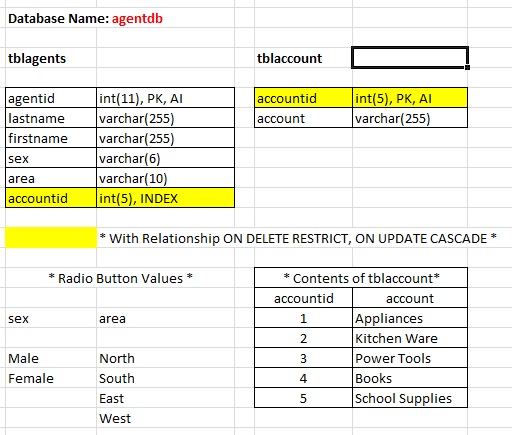 Database Name: agentdb
tblagents tblaccount
agentid int(11), PK, AI accountid int(5), PK, AI
lastname varchar(255) account varchar(255)
firstname varchar(255)
sex varchar(6)
area varchar(10)
accountid int(5), INDEX
* With Relationship ON DELETE RESTRICT, ON UPDATE CASCADE *
* Radio Button Values * * Contents of tblaccount*
accountid account
sex area 1 Appliances
2 Kitchen Ware
Male North 3 Power Tools
Female South 4 Books
East 5 School Supplies
West